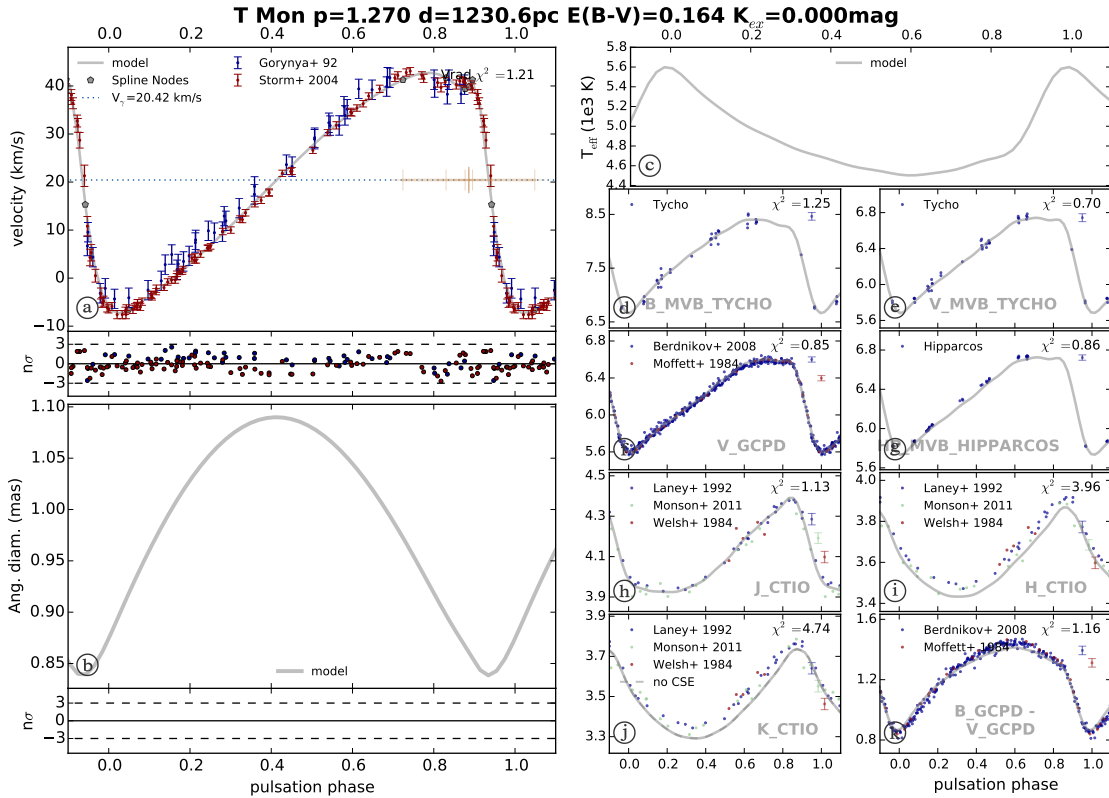 T Mon p=1.270 d=1230.6pc E(B-V)=0.164 K_ex=0.000mag
0.0 0.2 0.4 0.6 0.8 1.0
model
Spline Nodes
V_γ=20.42 km/s
Gorynya+ 92
Storm+ 2004
Vrad χ² =1.21
velocity (km/s)
40
30
20
10
0
−10
a
nσ
3
0
−3
Ang. diam. (mas)
1.10
1.05
1.00
0.95
0.90
0.85
b
model
nσ
3
0
−3
0.0 0.2 0.4 0.6 0.8 1.0
pulsation phase
0.0 0.2 0.4 0.6 0.8 1.0
model
T_eff (1e3 K)
5.8
5.6
5.4
5.2
5.0
4.8
4.6
4.4
c
Tycho
χ² =1.25
8.5
7.5
6.5
d
B_MVB_TYCHO
Tycho
χ² =0.70
6.8
6.4
6.0
5.6
e
V_MVB_TYCHO
Berdnikov+ 2008
Moffett+ 1984
χ² =0.85
6.8
6.4
6.0
5.6
V_GCPD
Hipparcos
χ² =0.86
6.8
6.4
6.0
5.6
g
MVB_HIPPARCOS
Laney+ 1992
Monson+ 2011
Welsh+ 1984
χ² =1.13
4.5
4.3
4.1
3.9
h
J_CTIO
Laney+ 1992
Monson+ 2011
Welsh+ 1984
χ² =3.96
4.0
3.8
3.6
3.4
i
H_CTIO
Laney+ 1992
Monson+ 2011
Welsh+ 1984
no CSE
χ² =4.74
3.9
3.7
3.5
3.3
j
K_CTIO
0.0 0.2 0.4 0.6 0.8 1.0
pulsation phase
Berdnikov+ 2008
Moffett+ 1984
χ² =1.16
1.6
1.2
0.8
k
B_GCPD -
V_GCPD
0.0 0.2 0.4 0.6 0.8 1.0
pulsation phase